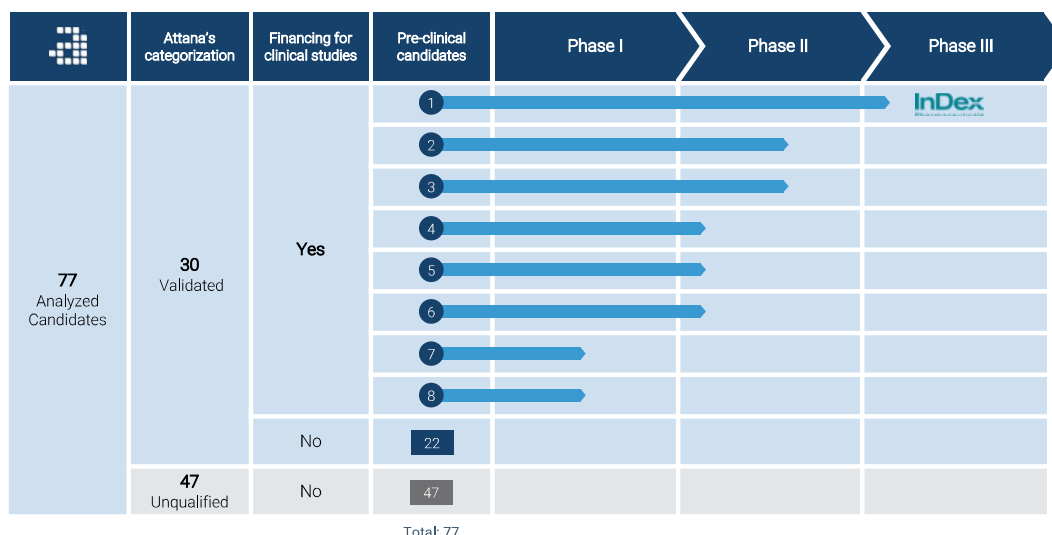 Attana's
categorization
Financing for
clinical studies
Pre-clinical
candidates
Phase I
Phase II
Phase III
77
Analyzed
Candidates
30
Validated
Yes
1
InDex
2
3
4
5
6
7
8
No
22
47
Unqualified
No
47
Total: 77